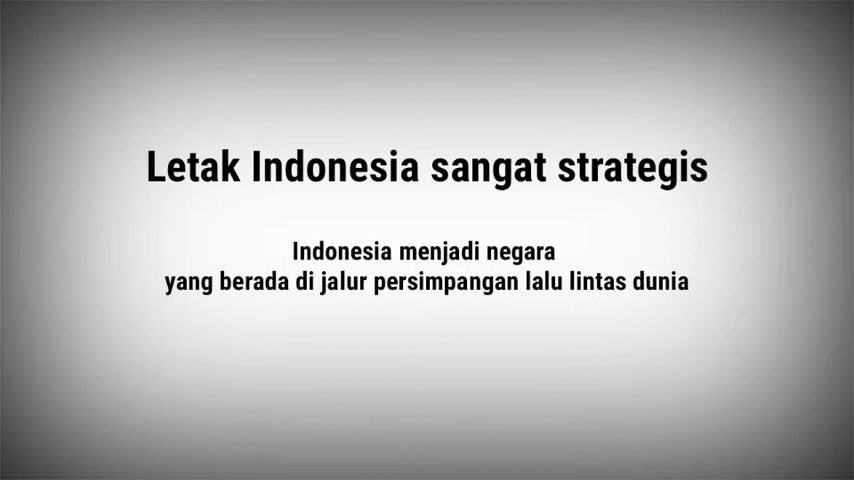 Letak Indonesia sangat strategis
Indonesia menjadi negara
yang berada di jalur persimpangan lalu lintas dunia